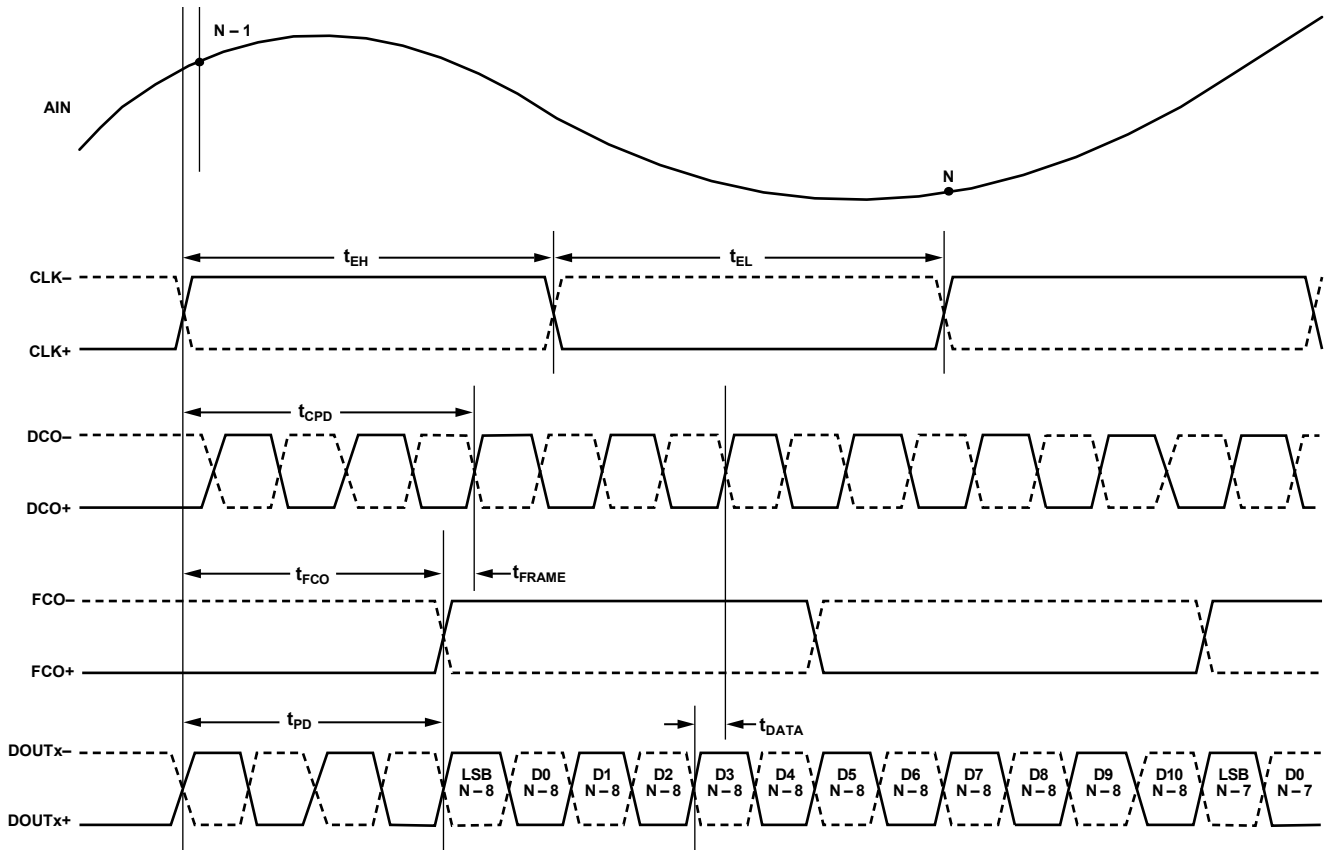 N – 1
AIN
N
tEH
tEL
CLK–
CLK+
tCPD
DCO–
DCO+
tFCO
tFRAME
FCO–
FCO+
tPD
tDATA
DOUTx–
LSB D0 D1 D2 D3 D4 D5 D6 D7 D8 D9 D10 LSB D0
N – 8 N – 8 N – 8 N – 8 N – 8 N – 8 N – 8 N – 8 N – 8 N – 8 N – 8 N – 8 N – 7 N – 7
DOUTx+